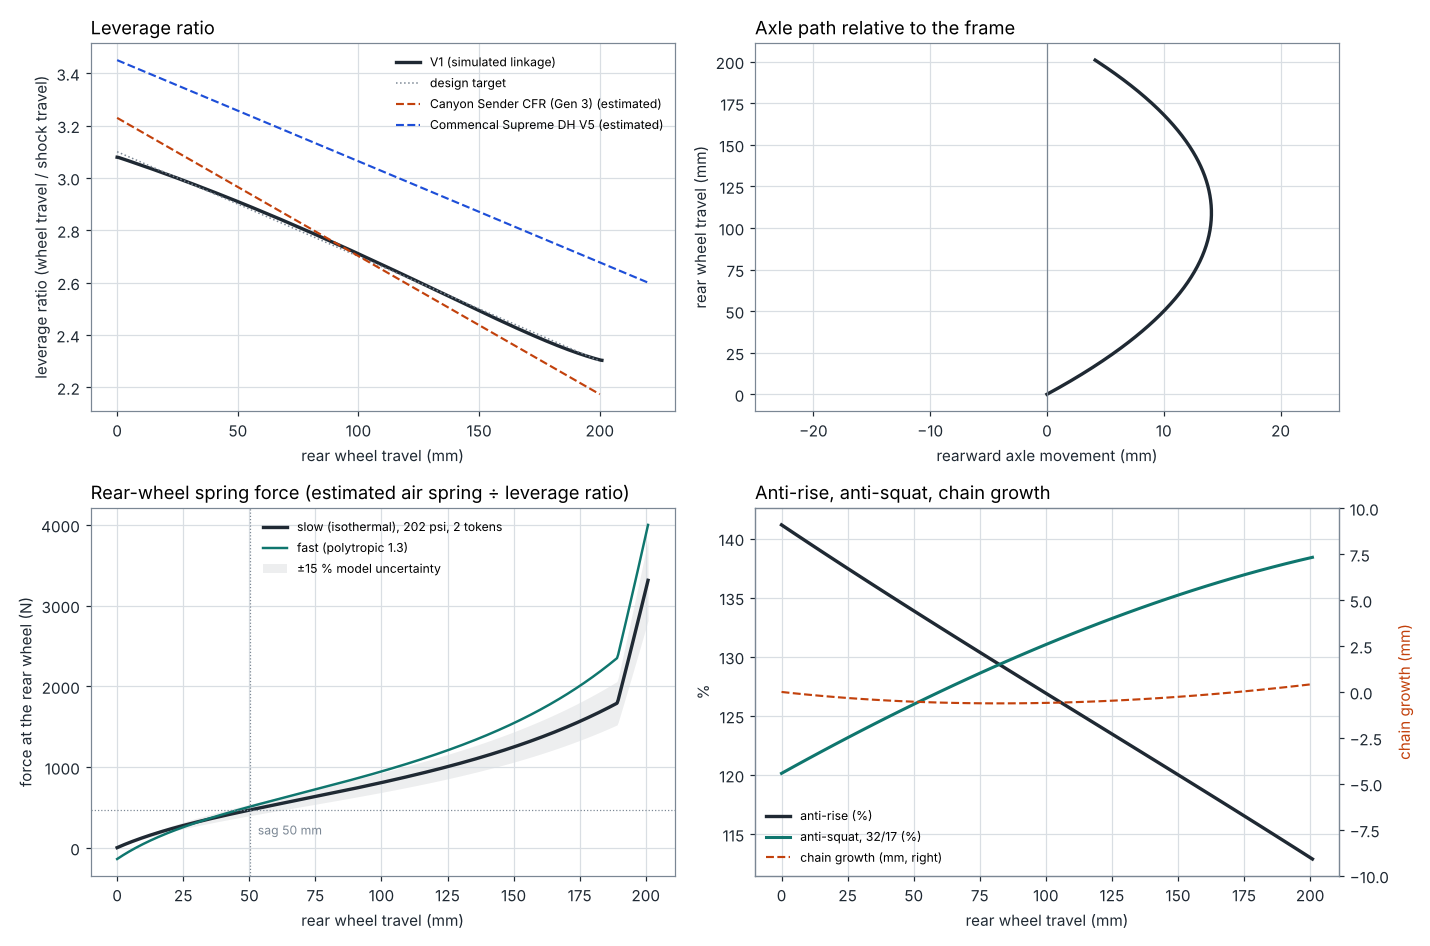 Leverage ratio
leverage ratio (wheel travel / shock travel)
3.4
3.2
3.0
2.8
2.6
2.4
2.2
V1 (simulated linkage)
design target
Canyon Sender CFR (Gen 3) (estimated)
Commencal Supreme DH V5 (estimated)
0 50 100 150 200
rear wheel travel (mm)
Axle path relative to the frame
rear wheel travel (mm)
200
175
150
125
100
75
50
25
0
−20 −10 0 10 20
rearward axle movement (mm)
Rear-wheel spring force (estimated air spring ÷ leverage ratio)
force at the rear wheel (N)
4000
3000
2000
1000
0
slow (isothermal), 202 psi, 2 tokens
fast (polytropic 1.3)
±15 % model uncertainty
sag 50 mm
0 25 50 75 100 125 150 175 200
rear wheel travel (mm)
Anti-rise, anti-squat, chain growth
%
140
135
130
125
120
115
anti-rise (%)
anti-squat, 32/17 (%)
chain growth (mm, right)
0 25 50 75 100 125 150 175 200
rear wheel travel (mm)
10.0
7.5
5.0
2.5
0.0
−2.5
−5.0
−7.5
−10.0
chain growth (mm)